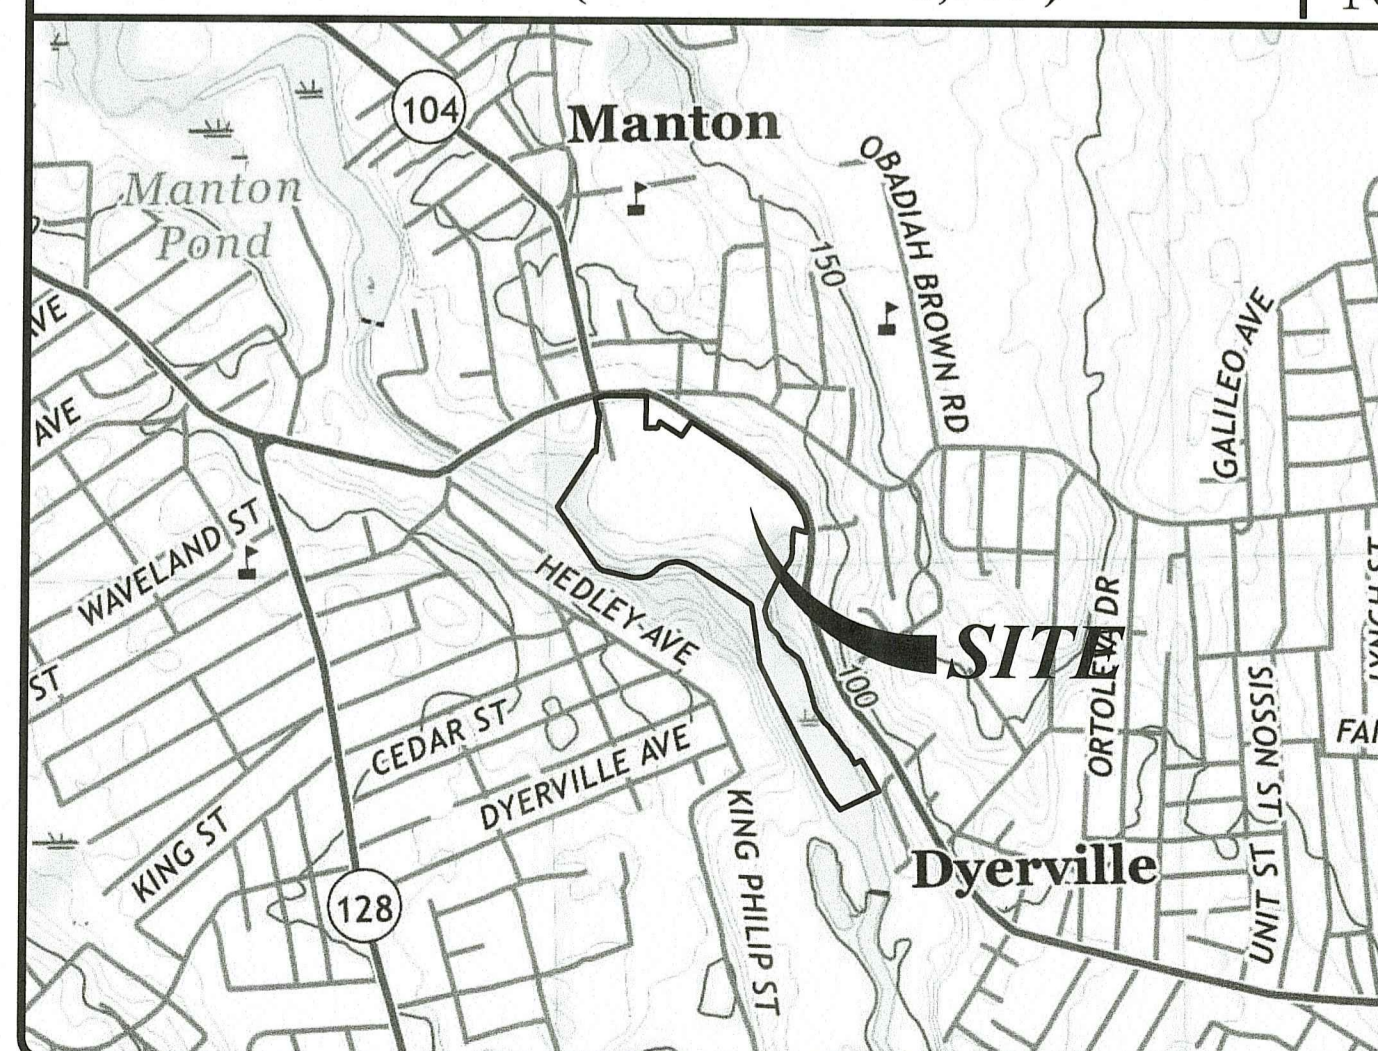 104
Manton
OBADIAH BROWN RD
Manton
Pond
150
GALILEO AVE
AVE
AVE
WAVELAND ST
HEDLEY AVE
ORTOLEVA DR
SITE
ST
100
SISSON ST
CEDAR ST
DYERVILLE AVE
KING ST
KING PHILIP ST
Dyerville
UNIT ST
128